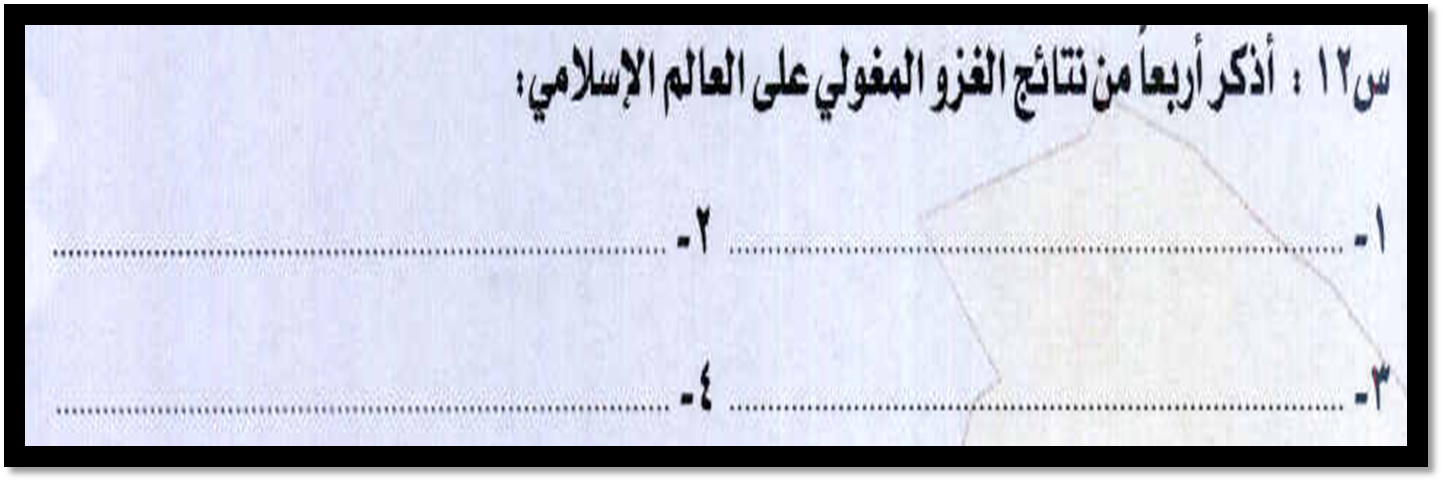 س١٢ : أذكر أربعاً من نتائج الغزو المغولي على العالم الإسلامي:
١- ........................ ٢- ........................
٣- ........................ ٤- ........................